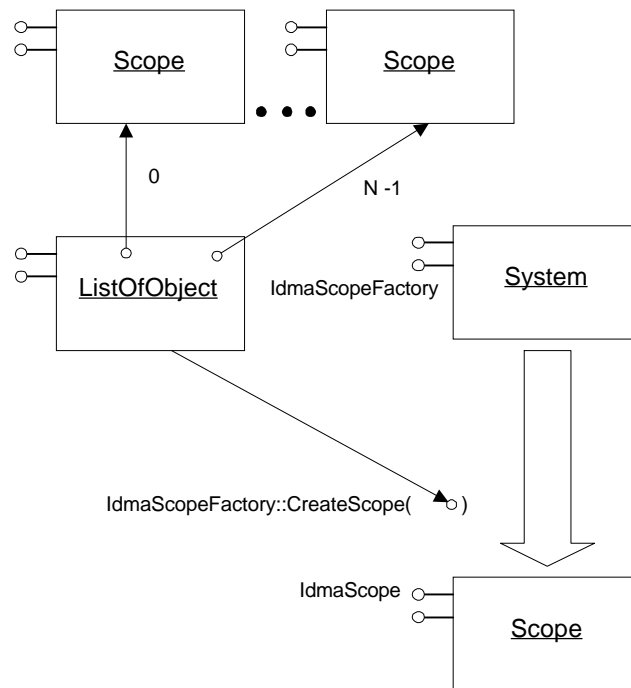 Scope
Scope
0
N -1
ListOfObject
IdmaScopeFactory
System
IdmaScopeFactory::CreateScope( )
IdmaScope
Scope